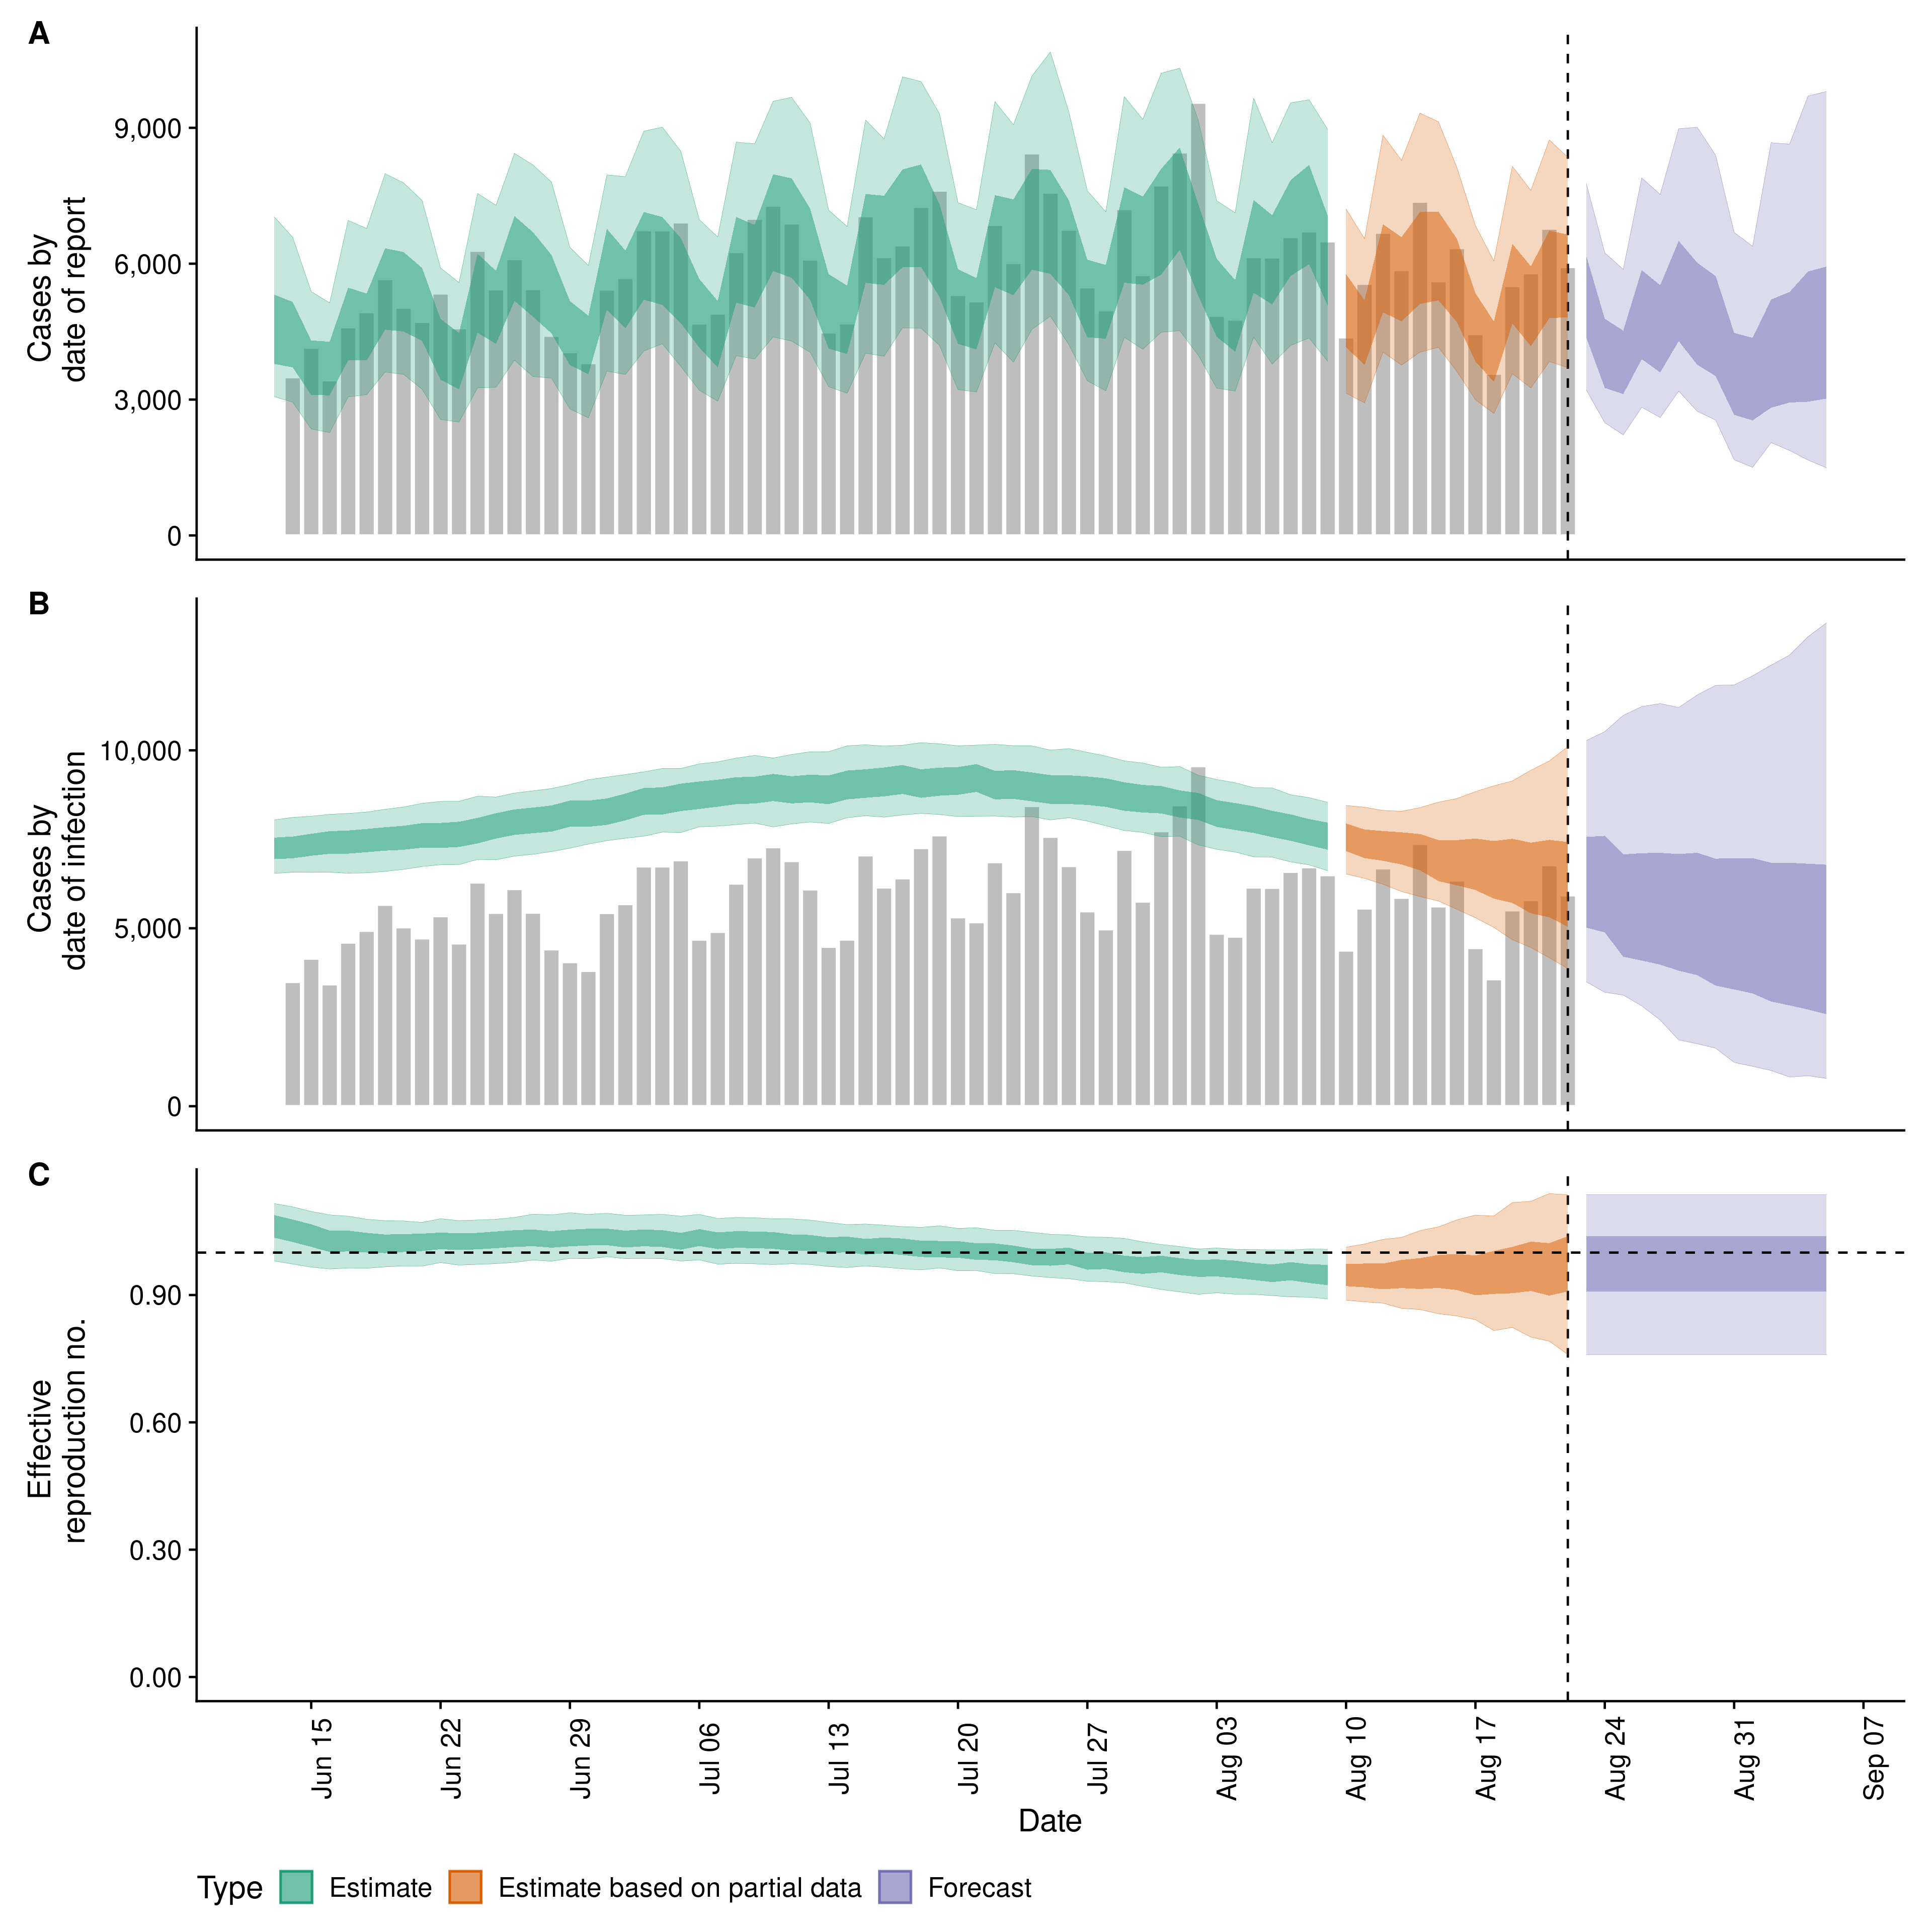 A
Cases by
date of report
9,000
6,000
3,000
0
B
Cases by
date of infection
10,000
5,000
0
C
Effective
reproduction no.
0.90
0.60
0.30
0.00
Jun 15 Jun 22 Jun 29 Jul 06 Jul 13 Jul 20 Jul 27 Aug 03 Aug 10 Aug 17 Aug 24 Aug 31 Sep 07
Date
Type Estimate Estimate based on partial data Forecast